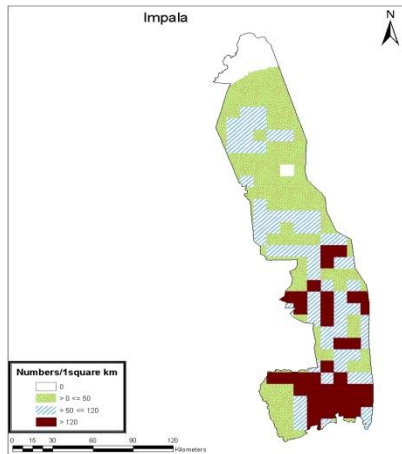 Impala
N
Numbers/1square km
0
> 0 <= 50
> 50 <= 120
> 120
0 15 30 60 90 120
Kilometers